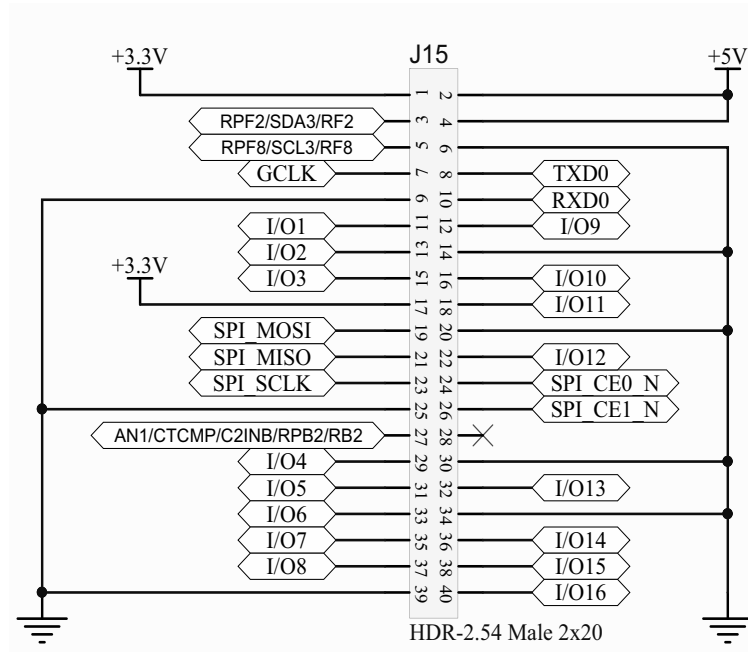 +3.3V J15 +5V
1 2
RPF2/SDA3/RF2 3 4
RPF8/SCL3/RF8 5 6
GCLK 7 8 TXD0
9 10 RXD0
I/O1 11 12 I/O9
I/O2 13 14
+3.3V I/O3 15 16 I/O10
17 18 I/O11
SPI_MOSI 19 20
SPI_MISO 21 22 I/O12
SPI_SCLK 23 24 SPI_CE0_N
25 26 SPI_CE1_N
AN1/CTCMP/C2INB/RPB2/RB2 27 28
I/O4 29 30
I/O5 31 32 I/O13
I/O6 33 34
I/O7 35 36 I/O14
I/O8 37 38 I/O15
39 40 I/O16
HDR-2.54 Male 2x20